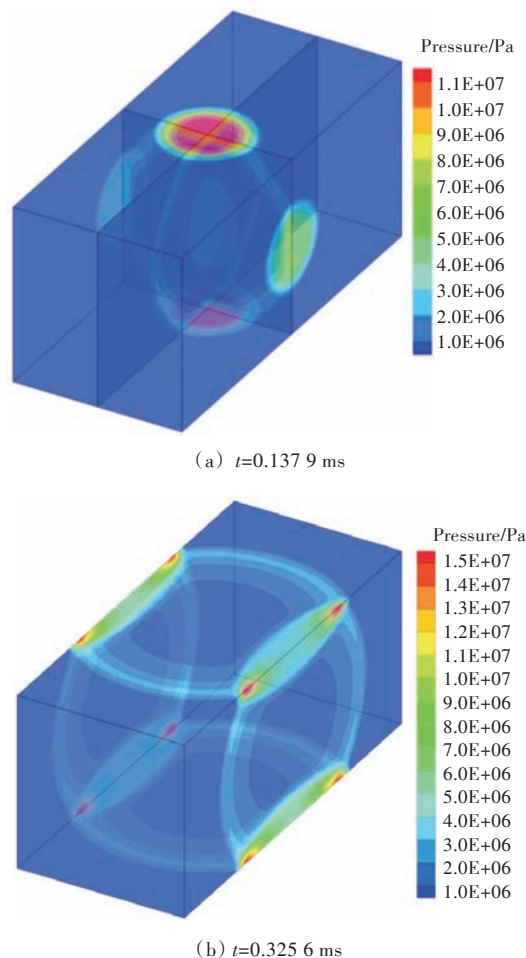 Pressure/Pa
1.1E+07
1.0E+07
9.0E+06
8.0E+06
7.0E+06
6.0E+06
5.0E+06
4.0E+06
3.0E+06
2.0E+06
1.0E+06
(a) t=0.137 9 ms
Pressure/Pa
1.5E+07
1.4E+07
1.3E+07
1.2E+07
1.1E+07
1.0E+07
9.0E+06
8.0E+06
7.0E+06
6.0E+06
5.0E+06
4.0E+06
3.0E+06
2.0E+06
1.0E+06
(b) t=0.325 6 ms